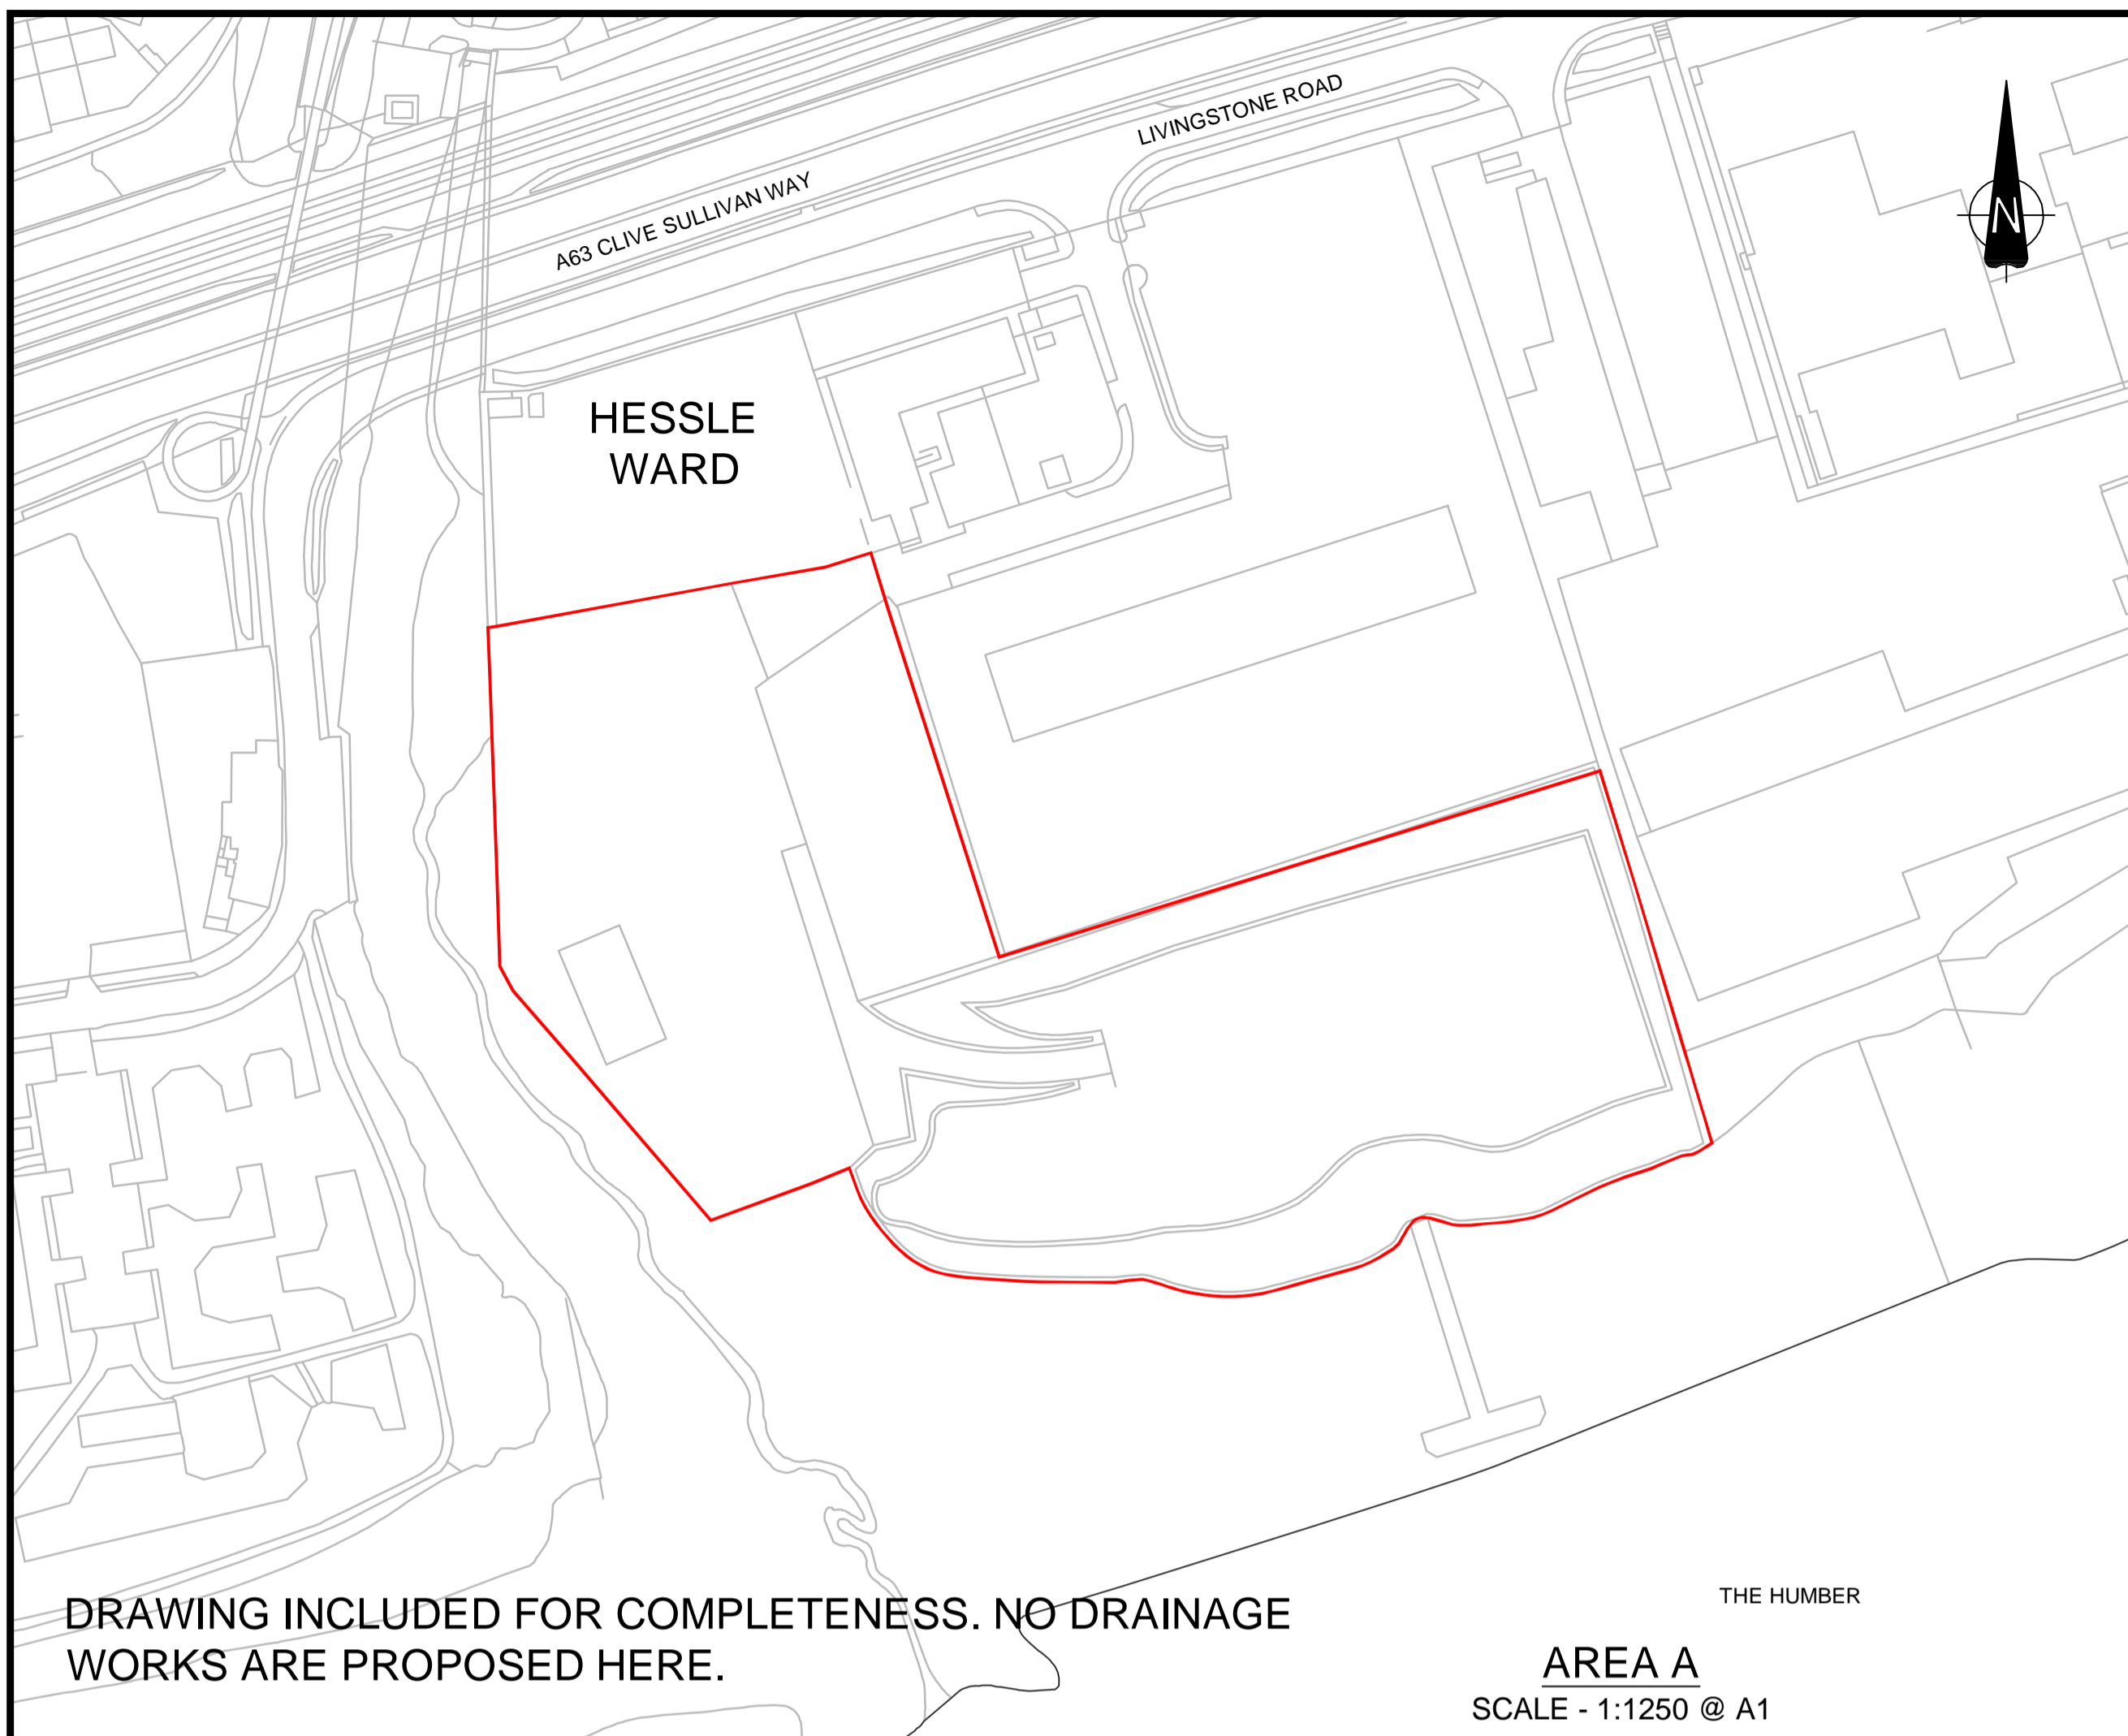 LIVINGSTONE ROAD
A63 CLIVE SULLIVAN WAY
N
HESSLE
WARD
THE HUMBER
DRAWING INCLUDED FOR COMPLETENESS. NO DRAINAGE
WORKS ARE PROPOSED HERE.
AREA A
SCALE - 1:1250 @ A1